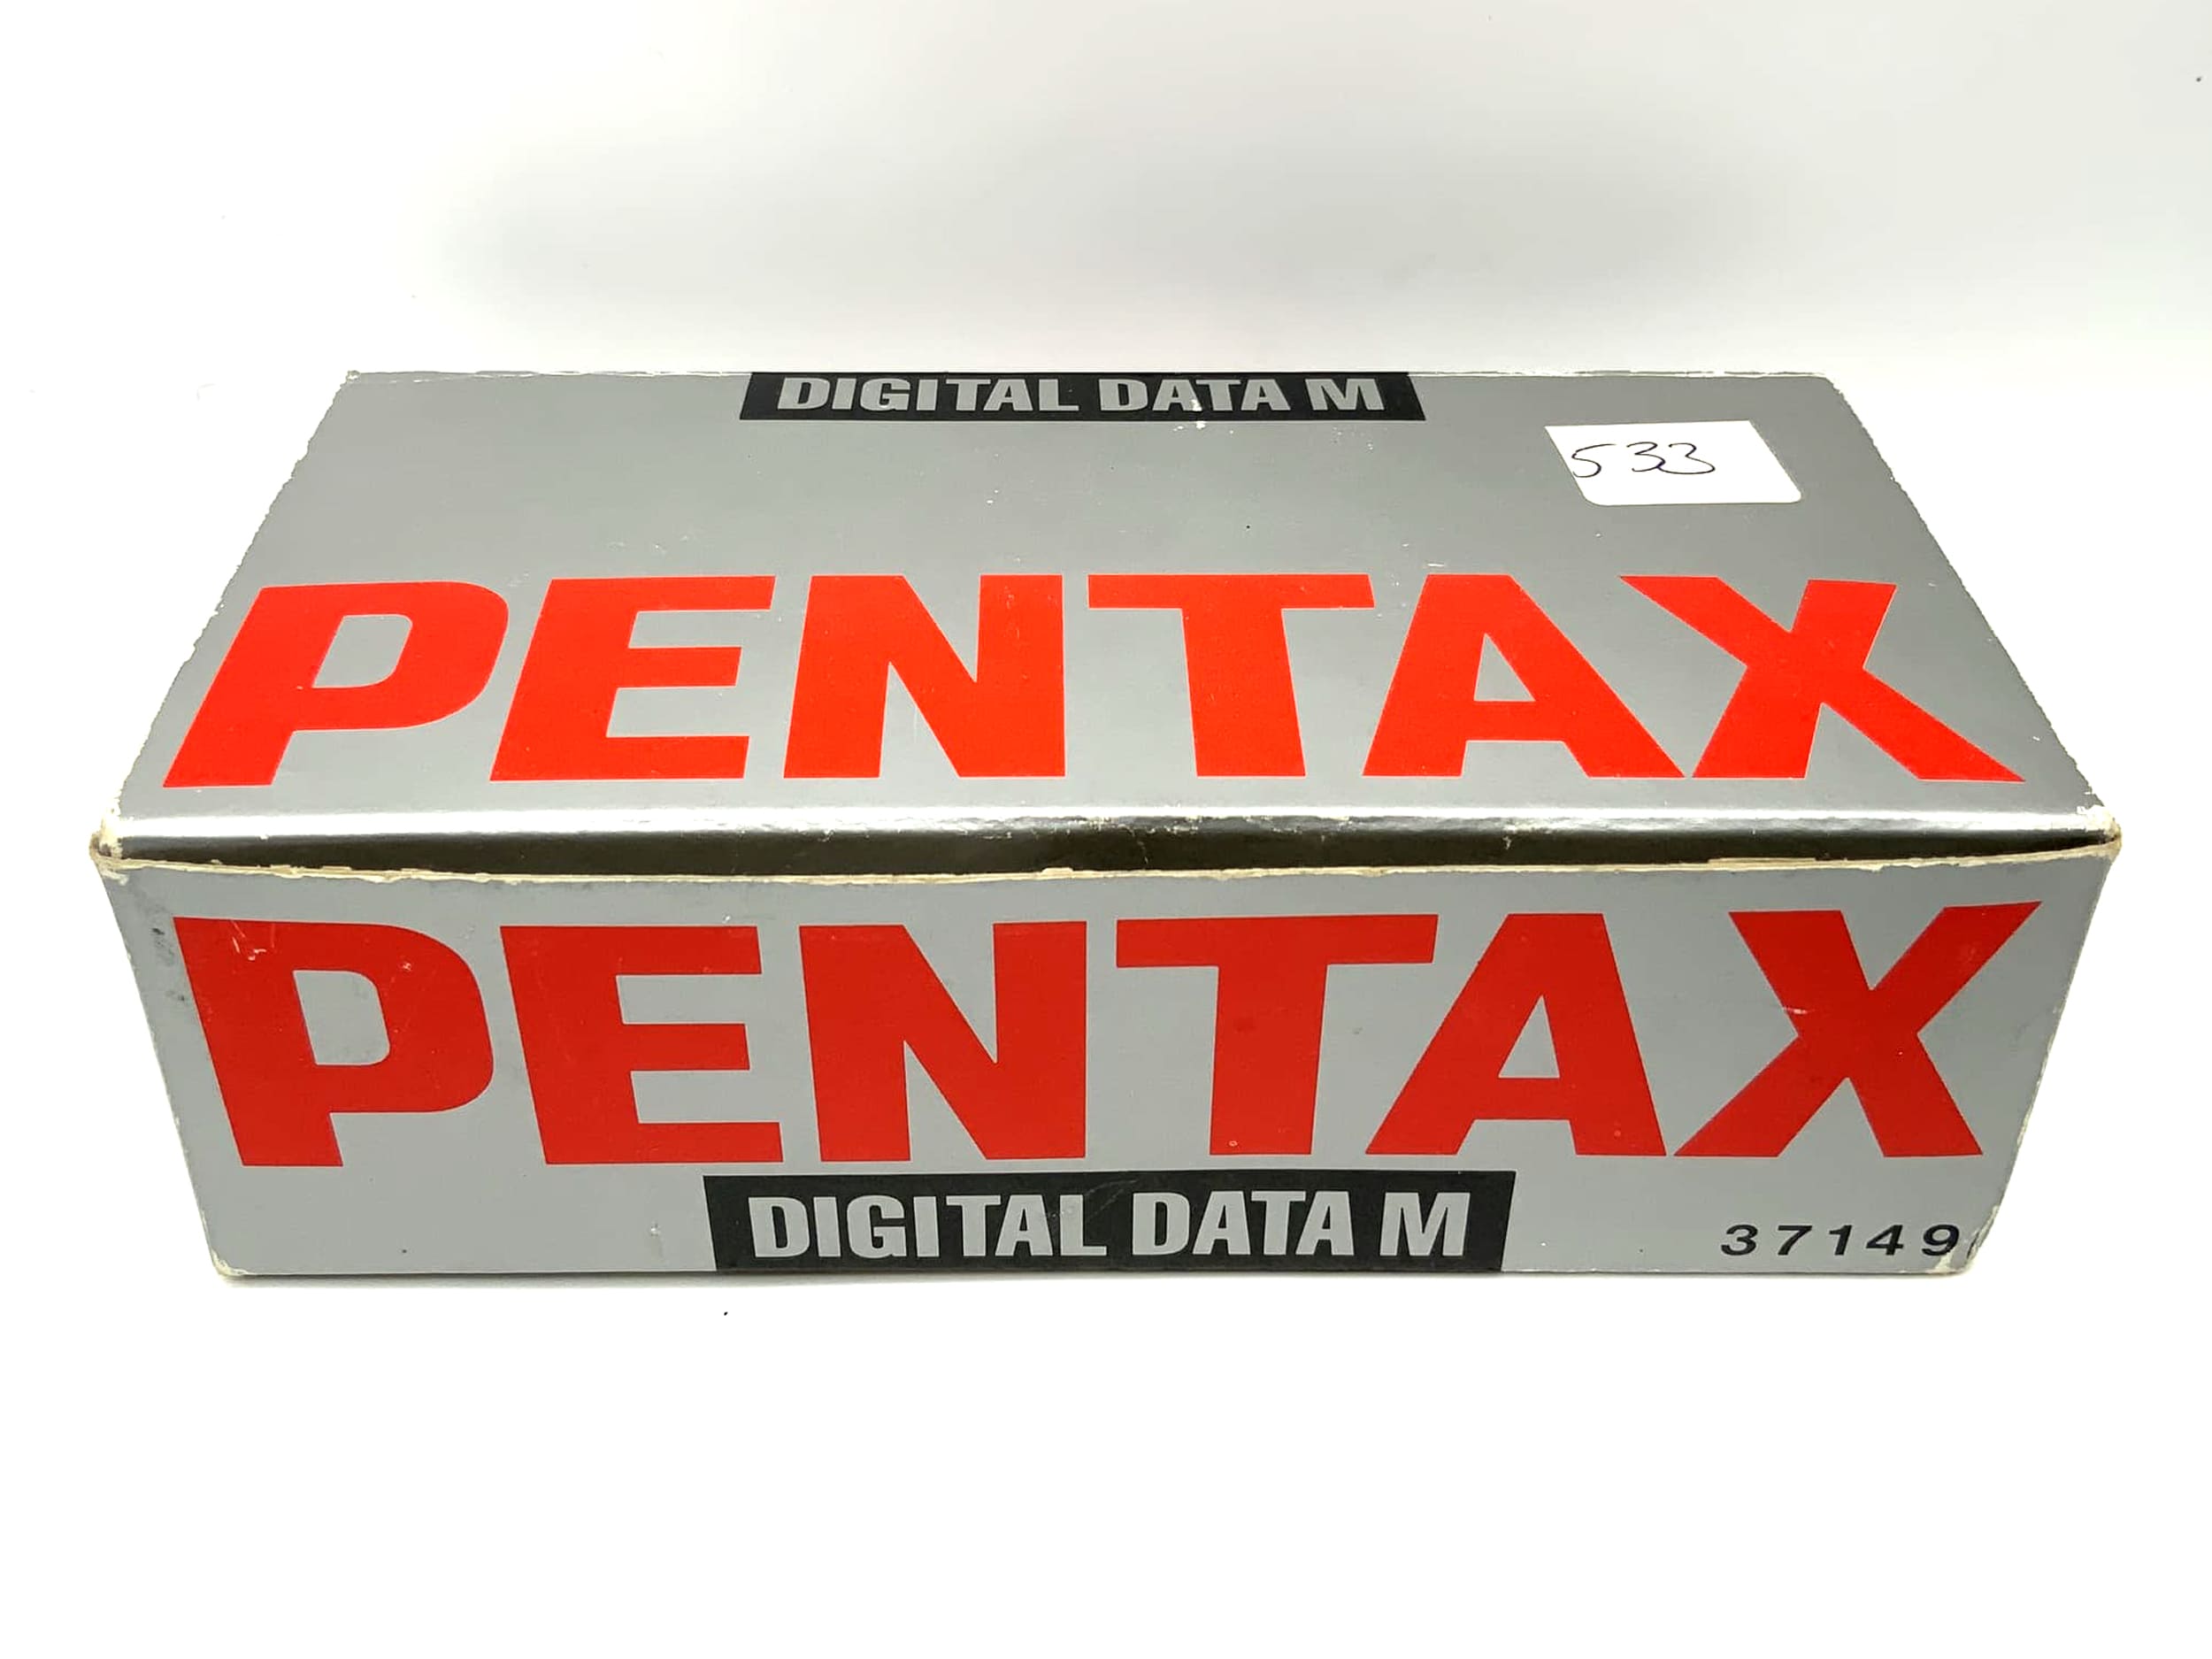 DIGITAL DATA M
533
PENTAX
PENTAX
DIGITAL DATA M
37149